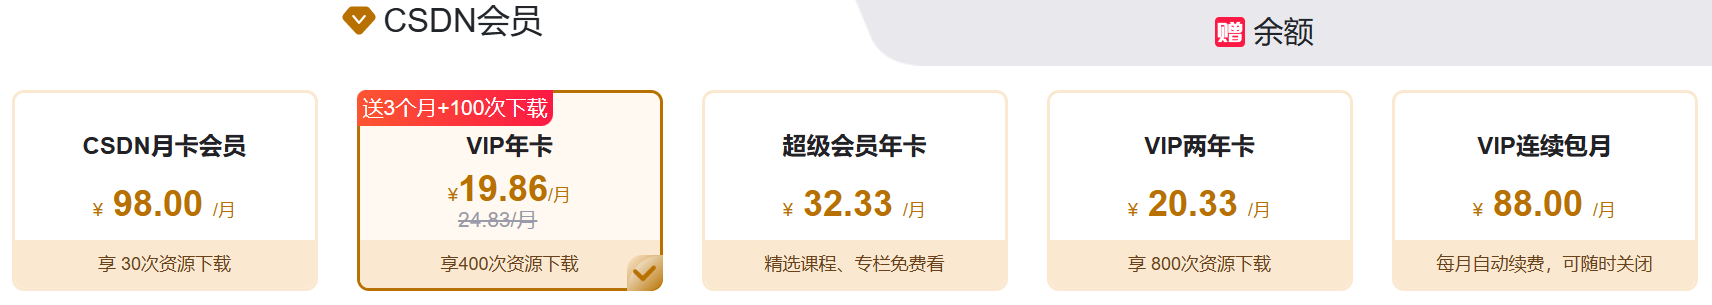 CSDN会员
赠 余额
CSDN月卡会员
¥ 98.00 /月
享 30次资源下载
送3个月+100次下载
VIP年卡
¥19.86/月
24.83/月
享400次资源下载
超级会员年卡
¥ 32.33 /月
精选课程、专栏免费看
VIP两年卡
¥ 20.33 /月
享 800次资源下载
VIP连续包月
¥ 88.00 /月
每月自动续费，可随时关闭